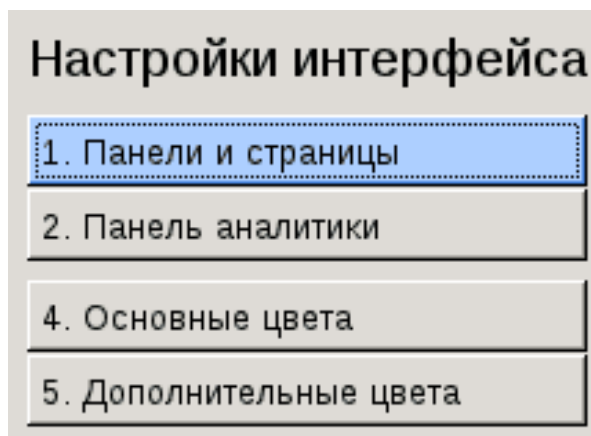 Настройки интерфейса
1. Панели и страницы
2. Панель аналитики
4. Основные цвета
5. Дополнительные цвета